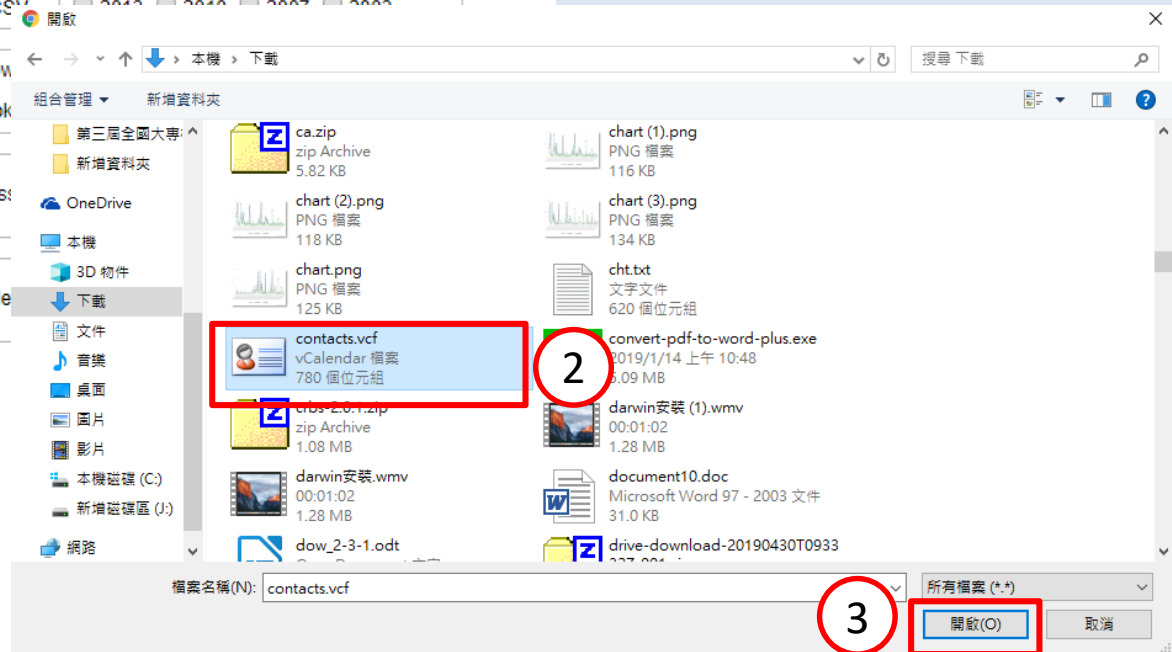 2013 2010 2007 2003
開啟
本機 › 下載
搜尋 下載
組合管理 新增資料夾
第三屆全國大專
新增資料夾
OneDrive
本機
3D 物件
下載
文件
音樂
桌面
圖片
影片
本機磁碟 (C:)
新增磁碟區 (J:)
網路
ca.zip
zip Archive
5.82 KB
chart (1).png
PNG 檔案
116 KB
chart (2).png
PNG 檔案
118 KB
chart (3).png
PNG 檔案
134 KB
chart.png
PNG 檔案
125 KB
cht.txt
文字文件
620 個位元組
contacts.vcf
vCalendar 檔案
780 個位元組
2
convert-pdf-to-word-plus.exe
2019/1/14 上午 10:48
5.09 MB
crbs-2.0.1.zip
zip Archive
1.08 MB
darwin安裝 (1).wmv
00:01:02
1.28 MB
darwin安裝.wmv
00:01:02
1.28 MB
document10.doc
Microsoft Word 97 - 2003 文件
31.0 KB
dow_2-3-1.odt
drive-download-20190430T0933
檔案名稱(N): contacts.vcf
所有檔案 (*.*)
3
開啟(O)
取消